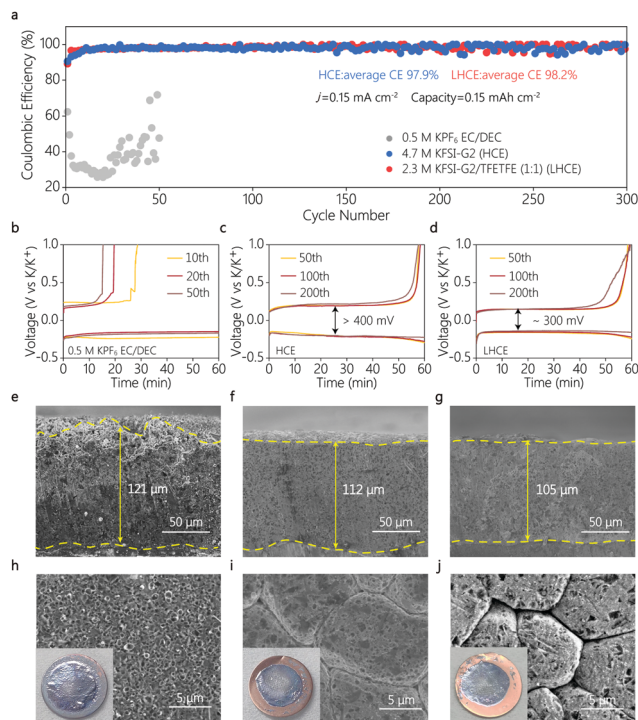 a
Coulombic Efficiency (%)
100
80
60
40
20
HCE:average CE 97.9%
LHCE:average CE 98.2%
j=0.15 mA cm⁻² Capacity=0.15 mAh cm⁻²
0.5 M KPF₆ EC/DEC
4.7 M KFSI-G2 (HCE)
2.3 M KFSI-G2/TFETFE (1:1) (LHCE)
0 50 100 150 200 250 300
Cycle Number
b
Voltage (V vs K/K⁺)
1.0
0.5
0.0
-0.5
10th
20th
50th
0.5 M KPF₆ EC/DEC
0 10 20 30 40 50 60
Time (min)
c
Voltage (V vs K/K⁺)
1.0
0.5
0.0
-0.5
50th
100th
200th
> 400 mV
HCE
0 10 20 30 40 50 60
Time (min)
d
Voltage (V vs K/K⁺)
1.0
0.5
0.0
-0.5
50th
100th
200th
~ 300 mV
LHCE
0 10 20 30 40 50 60
Time (min)
e
121 μm
50 μm
f
112 μm
50 μm
g
105 μm
50 μm
h
5 μm
i
5 μm
j
5 μm